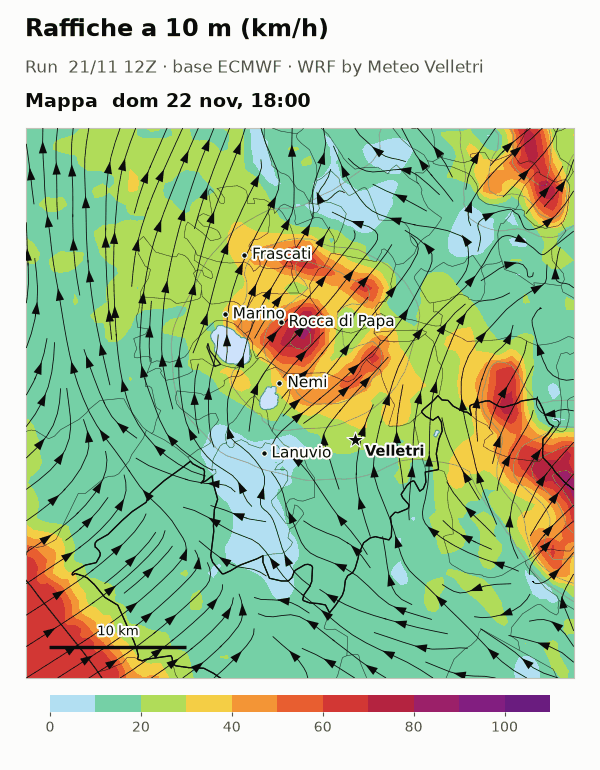 Raffiche a 10 m (km/h)
Run  21/11 12Z · base ECMWF · WRF by Meteo Velletri
Mappa  dom 22 nov, 18:00
Frascati
Marino
Rocca di Papa
Nemi
Velletri
Lanuvio
10 km
0 20 40 60 80 100